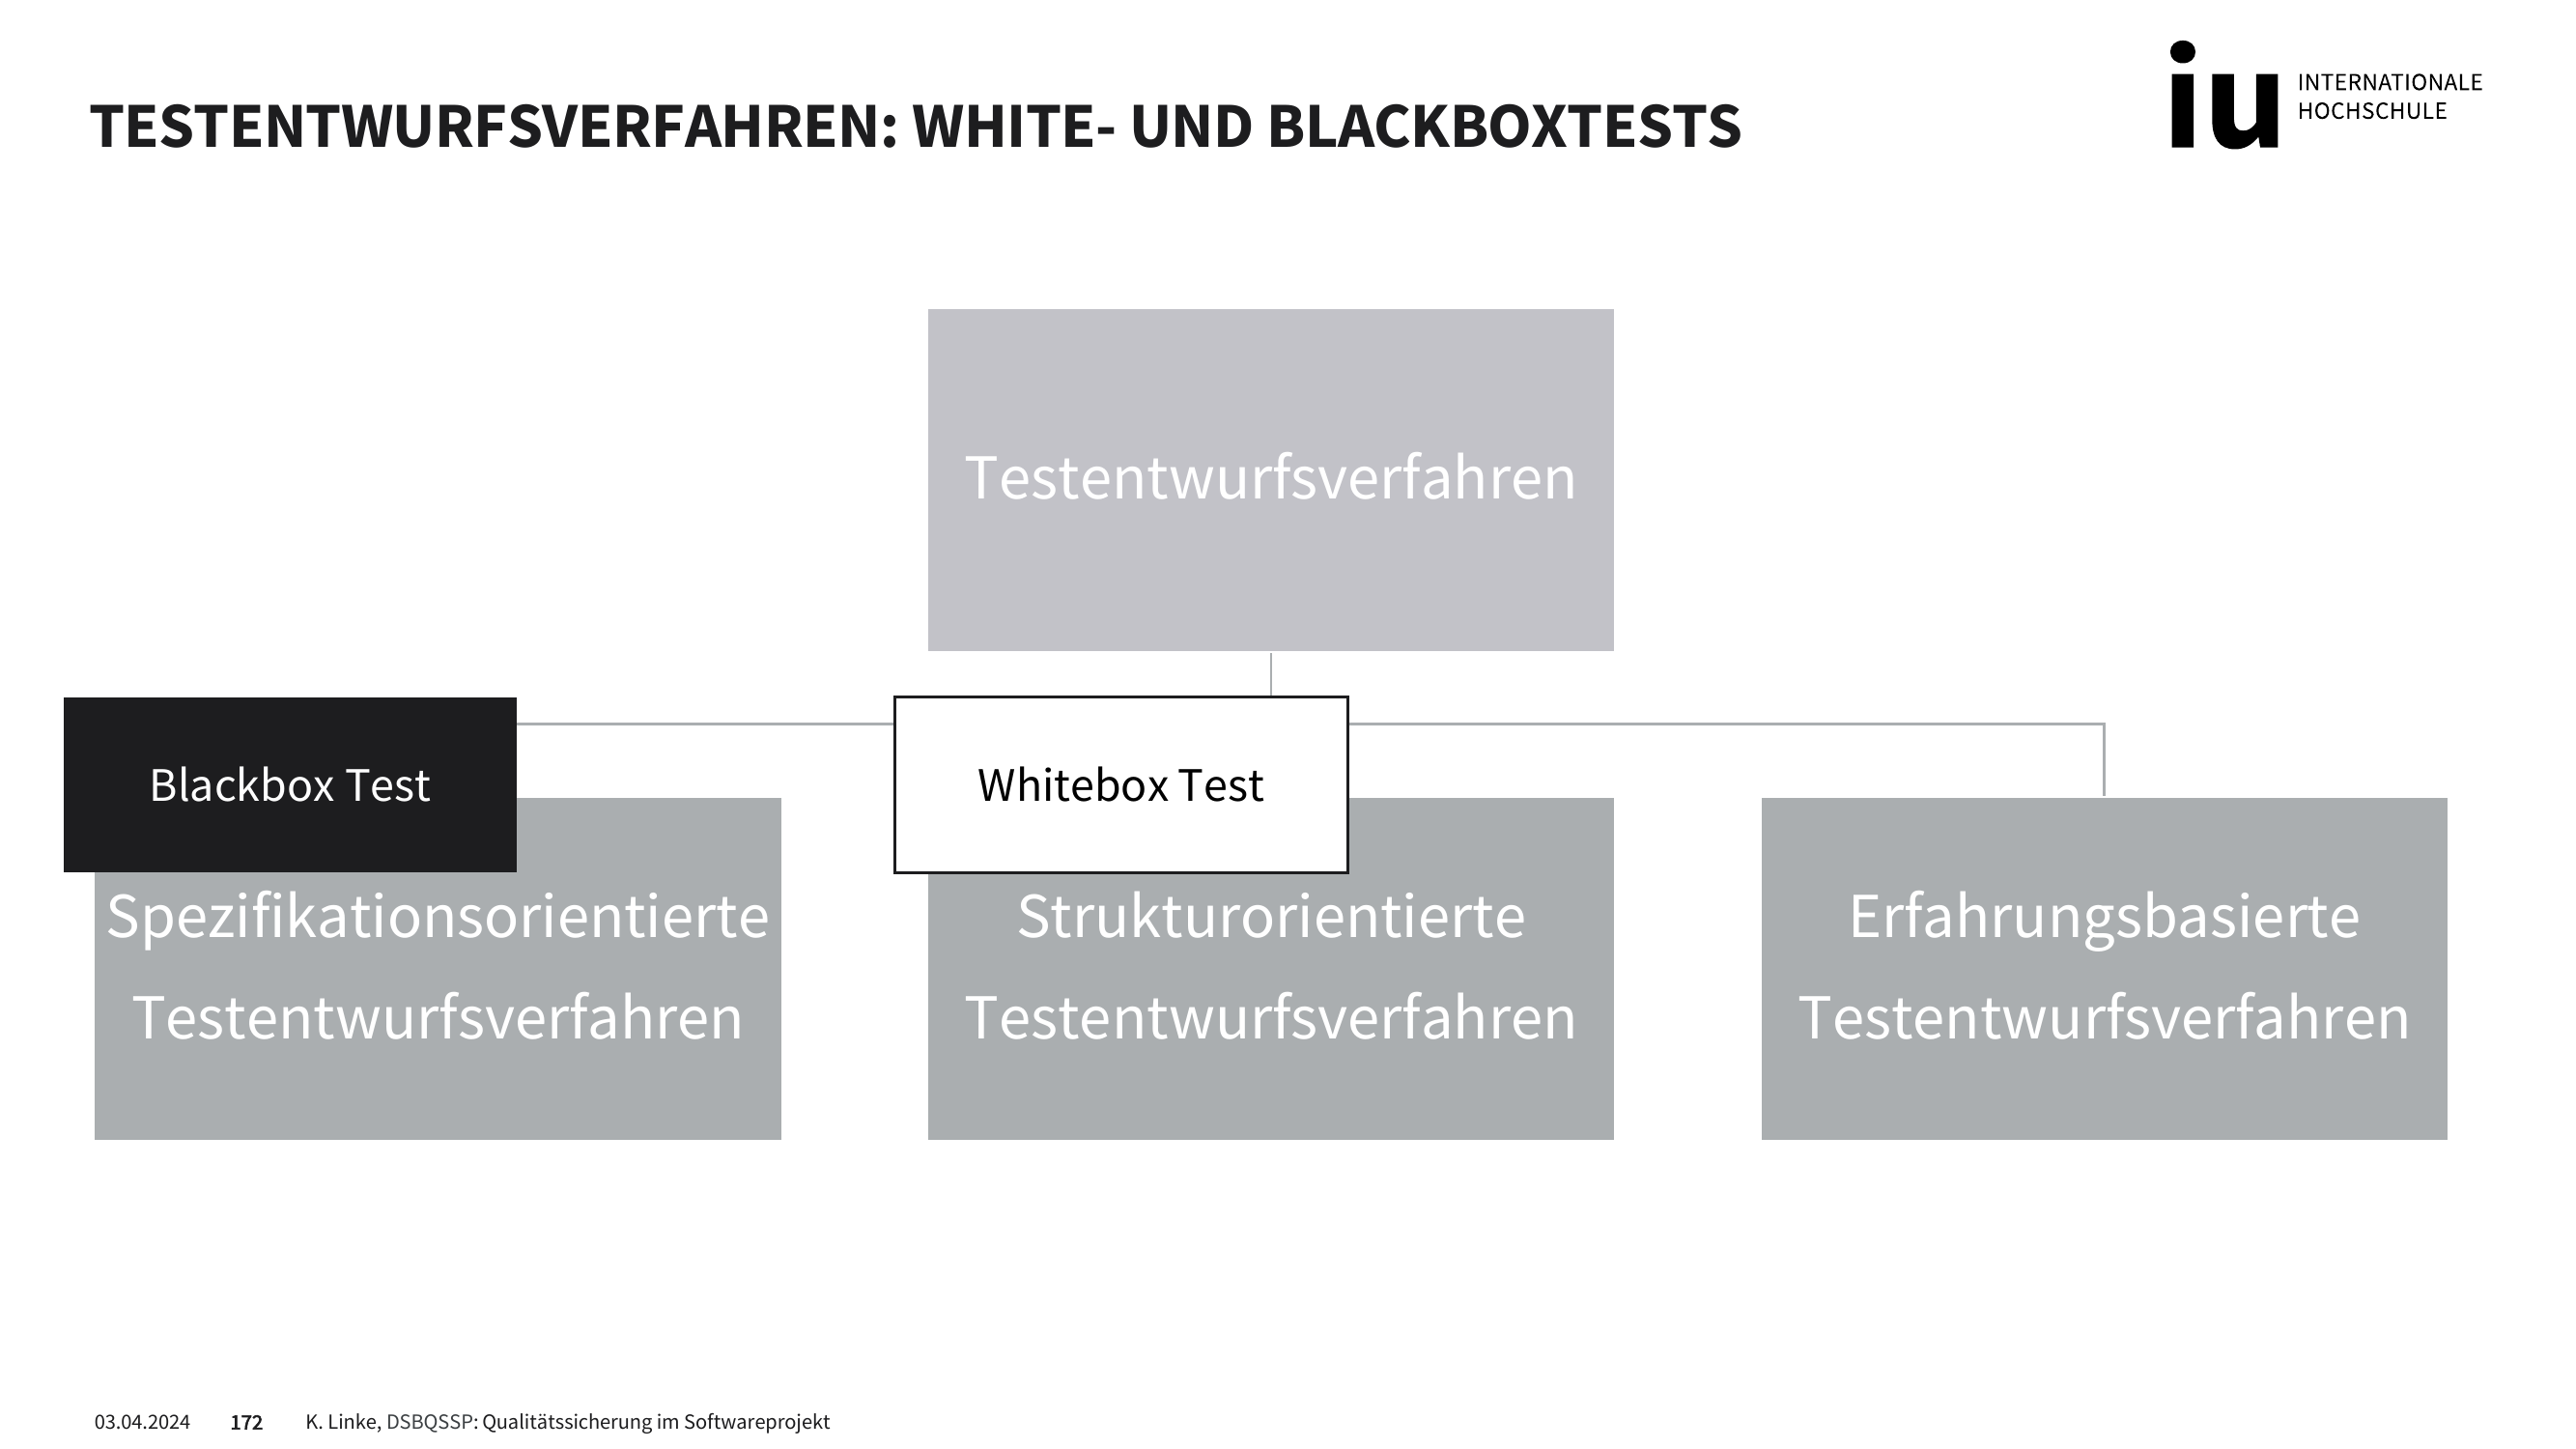 TESTENTWURFSVERFAHREN: WHITE- UND BLACKBOXTESTS
iu INTERNATIONALE
HOCHSCHULE
Testentwurfsverfahren
Blackbox Test
Whitebox Test
Spezifikationsorientierte
Testentwurfsverfahren
Strukturorientierte
Testentwurfsverfahren
Erfahrungsbasierte
Testentwurfsverfahren
03.04.2024 172 K. Linke, DSBQSSP: Qualitätssicherung im Softwareprojekt